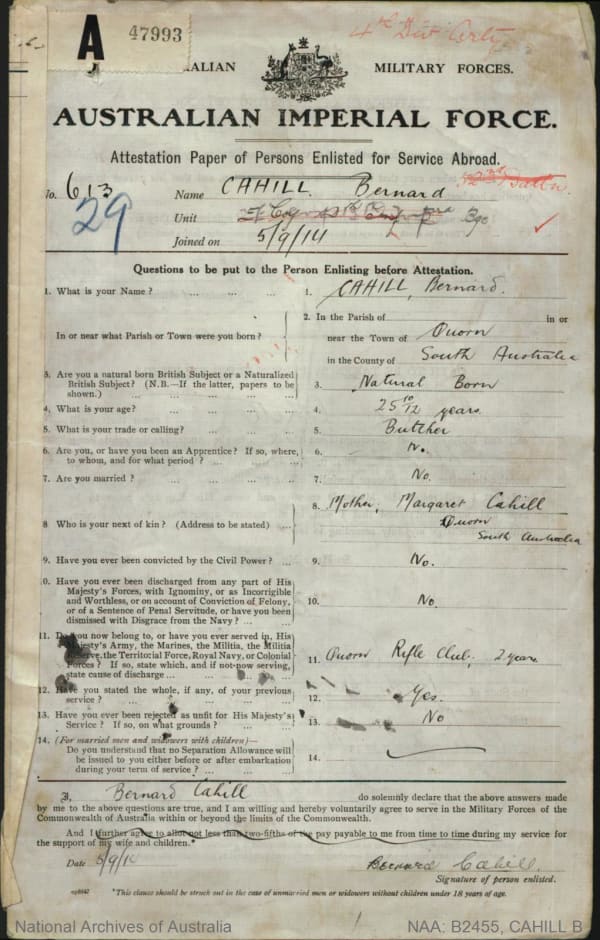 A 47993
4th Div Arty
ALIAN MILITARY FORCES.
AUSTRALIAN IMPERIAL FORCE.
Attestation Paper of Persons Enlisted for Service Abroad.
No. 613 Name CAHILL Bernard
29 Unit
Joined on 5/9/14
Questions to be put to the Person Enlisting before Attestation.
1. What is your Name? ... ... ... 1. CAHILL, Bernard.
2. In the Parish of in or
In or near what Parish or Town were you born? near the Town of Quorn
in the County of South Australia
3. Are you a natural born British Subject or a Naturalized
British Subject? (N.B.—If the latter, papers to be
shown.) ... ... ... 3. Natural Born
4. What is your age? ... ... ... 4. 25 10/12 years
5. What is your trade or calling? ... ... 5. Butcher
6. Are you, or have you been an Apprentice? If so, where,
to whom, and for what period? ... ... 6. No.
7. Are you married? ... ... ... 7. No.
8 Who is your next of kin? (Address to be stated) ... 8. Mother, Margaret Cahill
Quorn
South Australia
9. Have you ever been convicted by the Civil Power? ... 9. No.
0. Have you ever been discharged from any part of His
Majesty's Forces, with Ignominy, or as Incorrigible
and Worthless, or on account of Conviction of Felony,
or of a Sentence of Penal Servitude, or have you been
dismissed with Disgrace from the Navy? ... ... 10. No.
11. Do you now belong to, or have you ever served in, His
Majesty's Army, the Marines, the Militia, the Militia
Reserve, the Territorial Force, Royal Navy, or Colonial
Forces? If so, state which, and if not now serving,
state cause of discharge ... 11. Quorn Rifle Club, 2 years
12. Have you stated the whole, if any, of your previous
service? ... ... ... 12. Yes.
13. Have you ever been rejected as unfit for His Majesty's
Service? If so, on what grounds? ... ... 13. No
14. (For married men and widowers with children)—
Do you understand that no Separation Allowance will
be issued to you either before or after embarkation
during your term of service? ... ... ... 14.
I, Bernard Cahill do solemnly declare that the above answers made
by me to the above questions are true, and I am willing and hereby voluntarily agree to serve in the Military Forces of the
Commonwealth of Australia within or beyond the limits of the Commonwealth.
And I further agree to allot not less than two-fifths of the pay payable to me from time to time during my service for
the support of my wife and children.*
Date 5/9/14 Bernard Cahill
Signature of person enlisted.
*This clause should be struck out in the case of unmarried men or widowers without children under 18 years of age.
National Archives of Australia NAA: B2455, CAHILL B